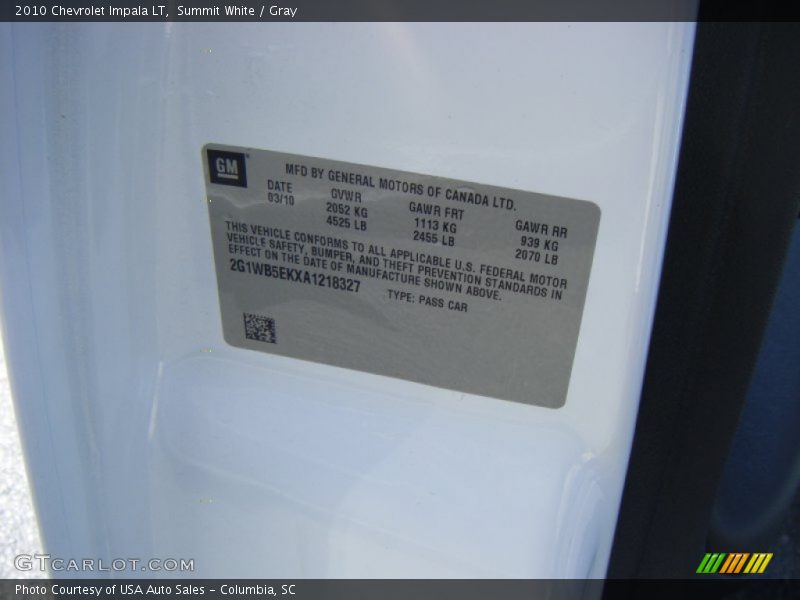 2010 Chevrolet Impala LT, Summit White / Gray
GM
MFD BY GENERAL MOTORS OF CANADA LTD.
DATE GVWR GAWR FRT GAWR RR
03/10 2052 KG 1113 KG 939 KG
4525 LB 2455 LB 2070 LB
THIS VEHICLE CONFORMS TO ALL APPLICABLE U.S. FEDERAL MOTOR
VEHICLE SAFETY, BUMPER, AND THEFT PREVENTION STANDARDS IN
EFFECT ON THE DATE OF MANUFACTURE SHOWN ABOVE.
2G1WB5EKXA1218327 TYPE: PASS CAR
GTCARLOT.COM
Photo Courtesy of USA Auto Sales - Columbia, SC